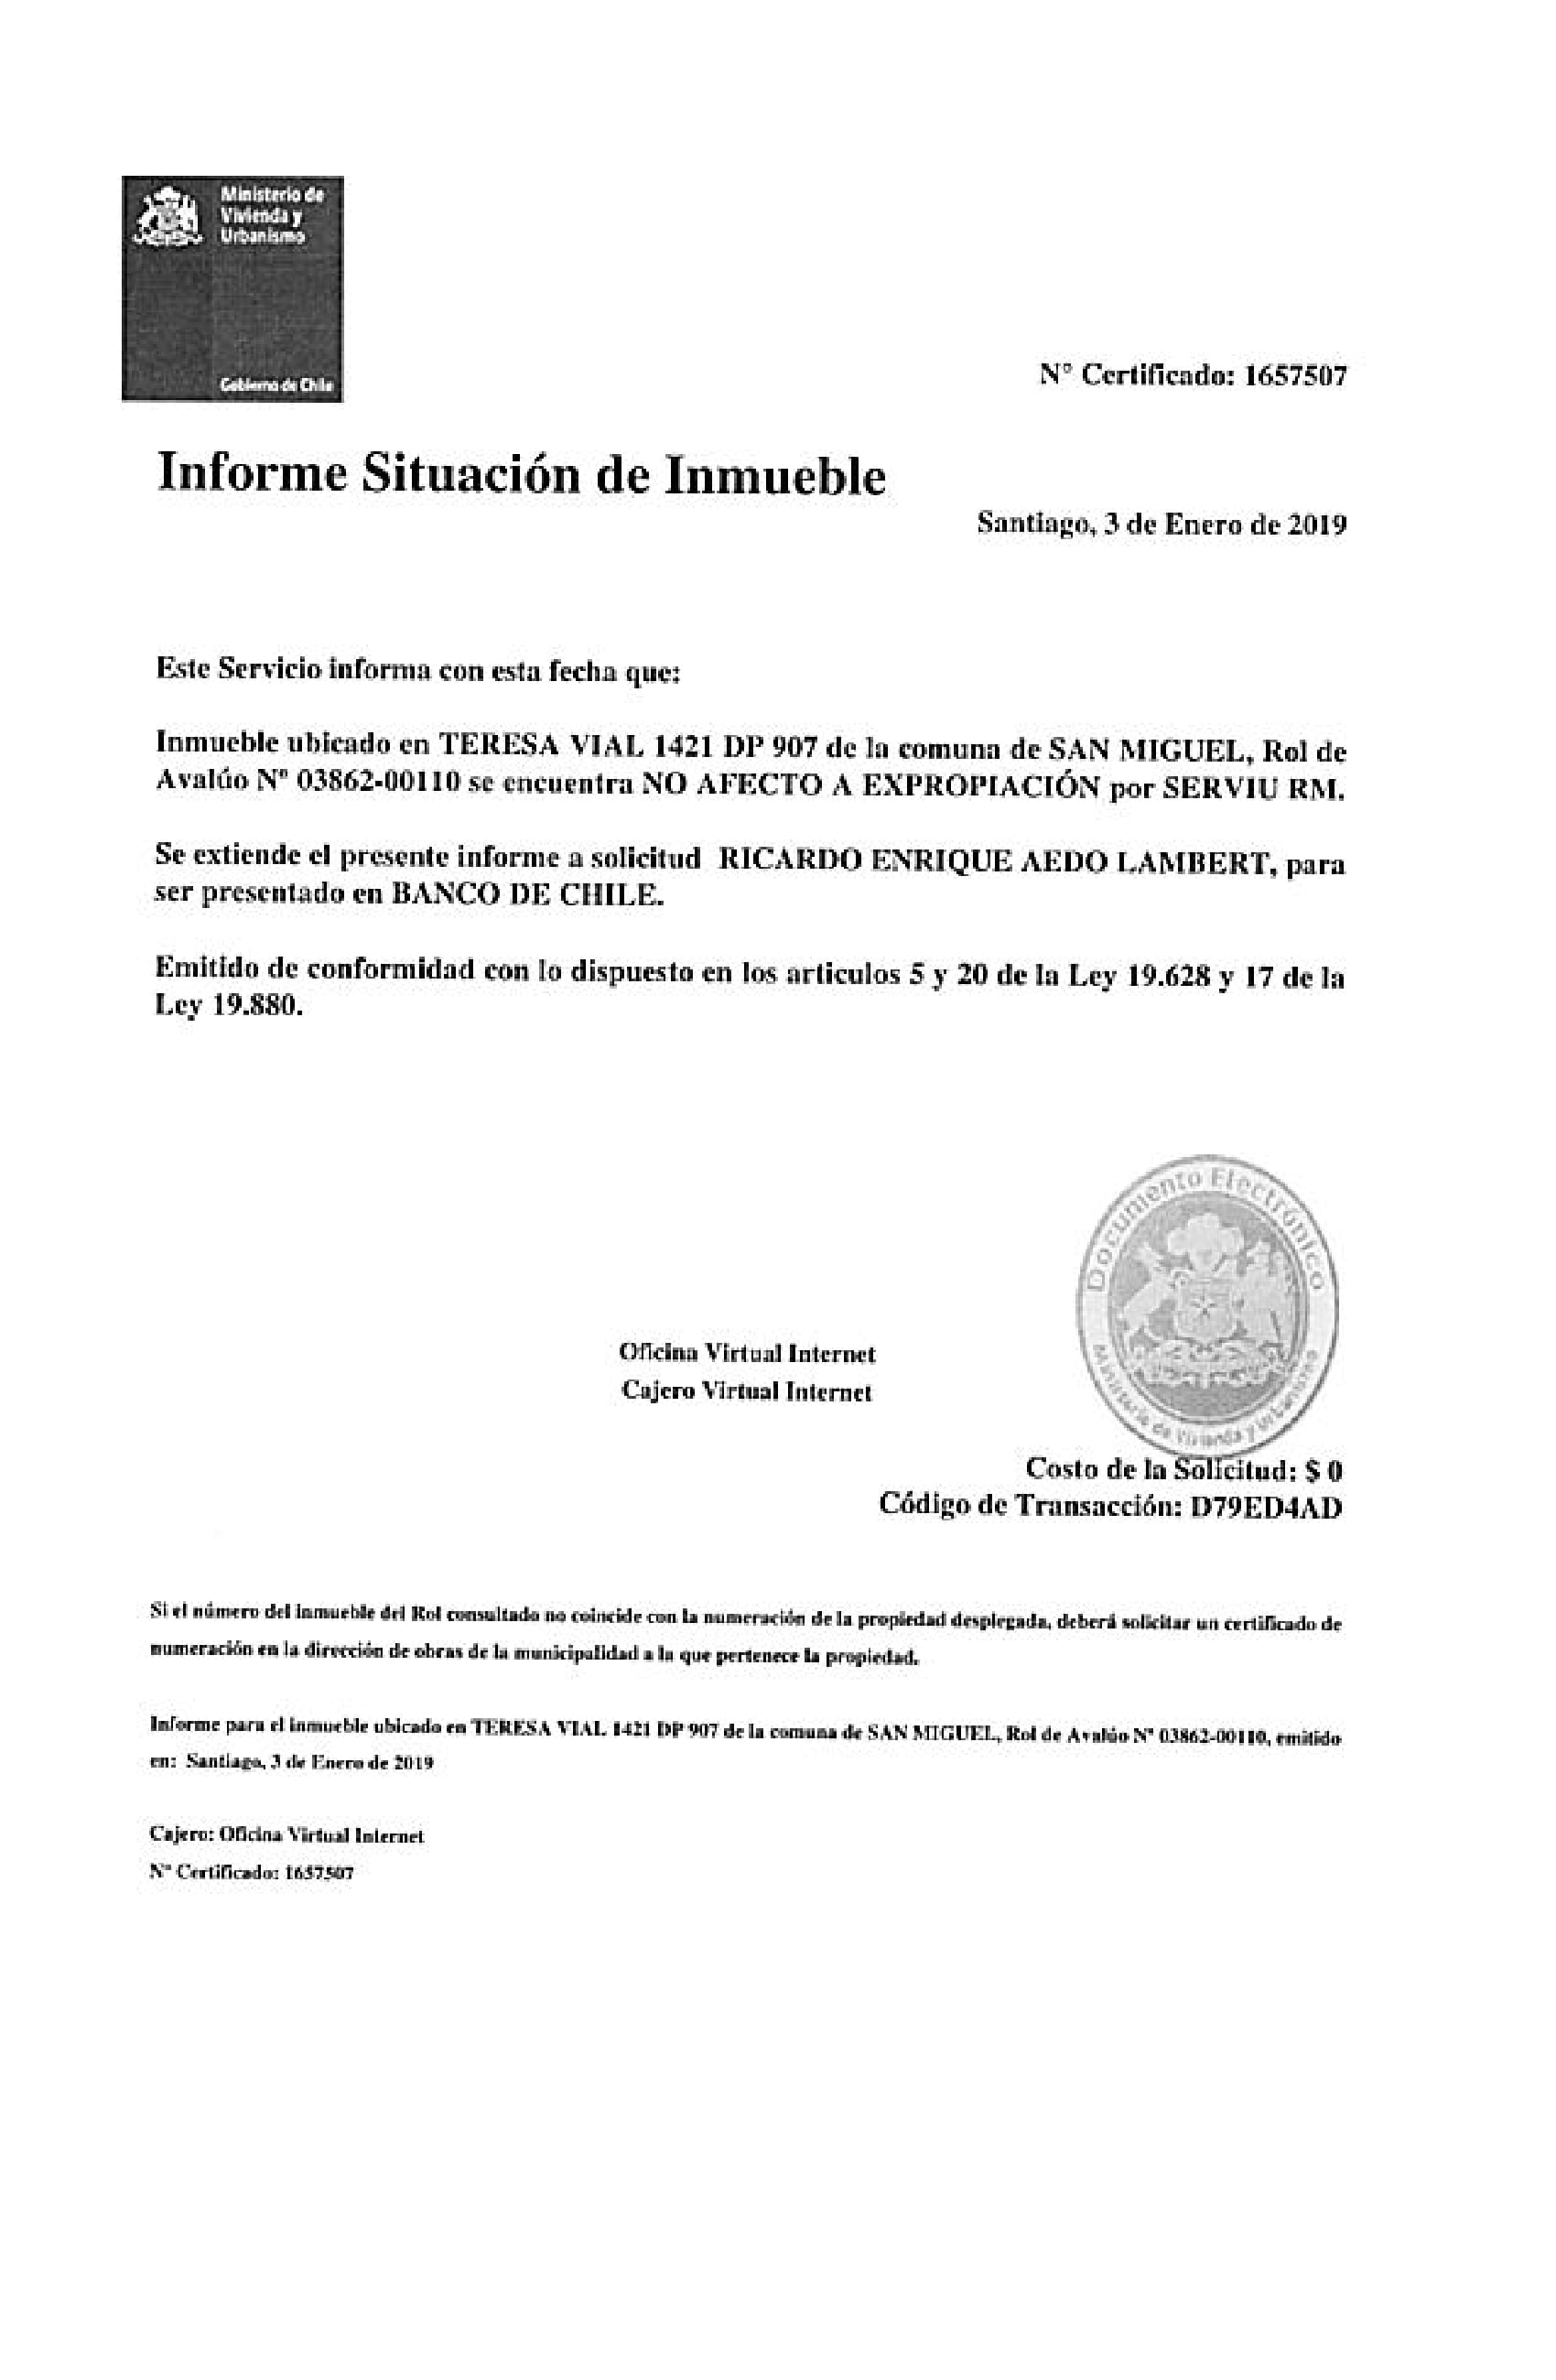 Ministerio de
Vivienda y
Urbanismo
Gobierno de Chile
N° Certificado: 1657507
Informe Situación de Inmueble
Santiago, 3 de Enero de 2019
Este Servicio informa con esta fecha que:
Inmueble ubicado en TERESA VIAL 1421 DP 907 de la comuna de SAN MIGUEL, Rol de
Avalúo Nº 03862-00110 se encuentra NO AFECTO A EXPROPIACIÓN por SERVIU RM.
Se extiende el presente informe a solicitud  RICARDO ENRIQUE AEDO LAMBERT, para
ser presentado en BANCO DE CHILE.
Emitido de conformidad con lo dispuesto en los articulos 5 y 20 de la Ley 19.628 y 17 de la
Ley 19.880.
Documento Electrónico
Ministerio de Vivienda y Urbanismo
Oficina Virtual Internet
Cajero Virtual Internet
Costo de la Solicitud: $ 0
Código de Transacción: D79ED4AD
Si el número del inmueble del Rol consultado no coincide con la numeración de la propiedad desplegada, deberá solicitar un certificado de
numeración en la dirección de obras de la municipalidad a la que pertenece la propiedad.
Informe para el inmueble ubicado en TERESA VIAL 1421 DP 907 de la comuna de SAN MIGUEL, Rol de Avalúo Nº 03862-00110, emitido
en:  Santiago, 3 de Enero de 2019
Cajero: Oficina Virtual Internet
Nº Certificado: 1657507